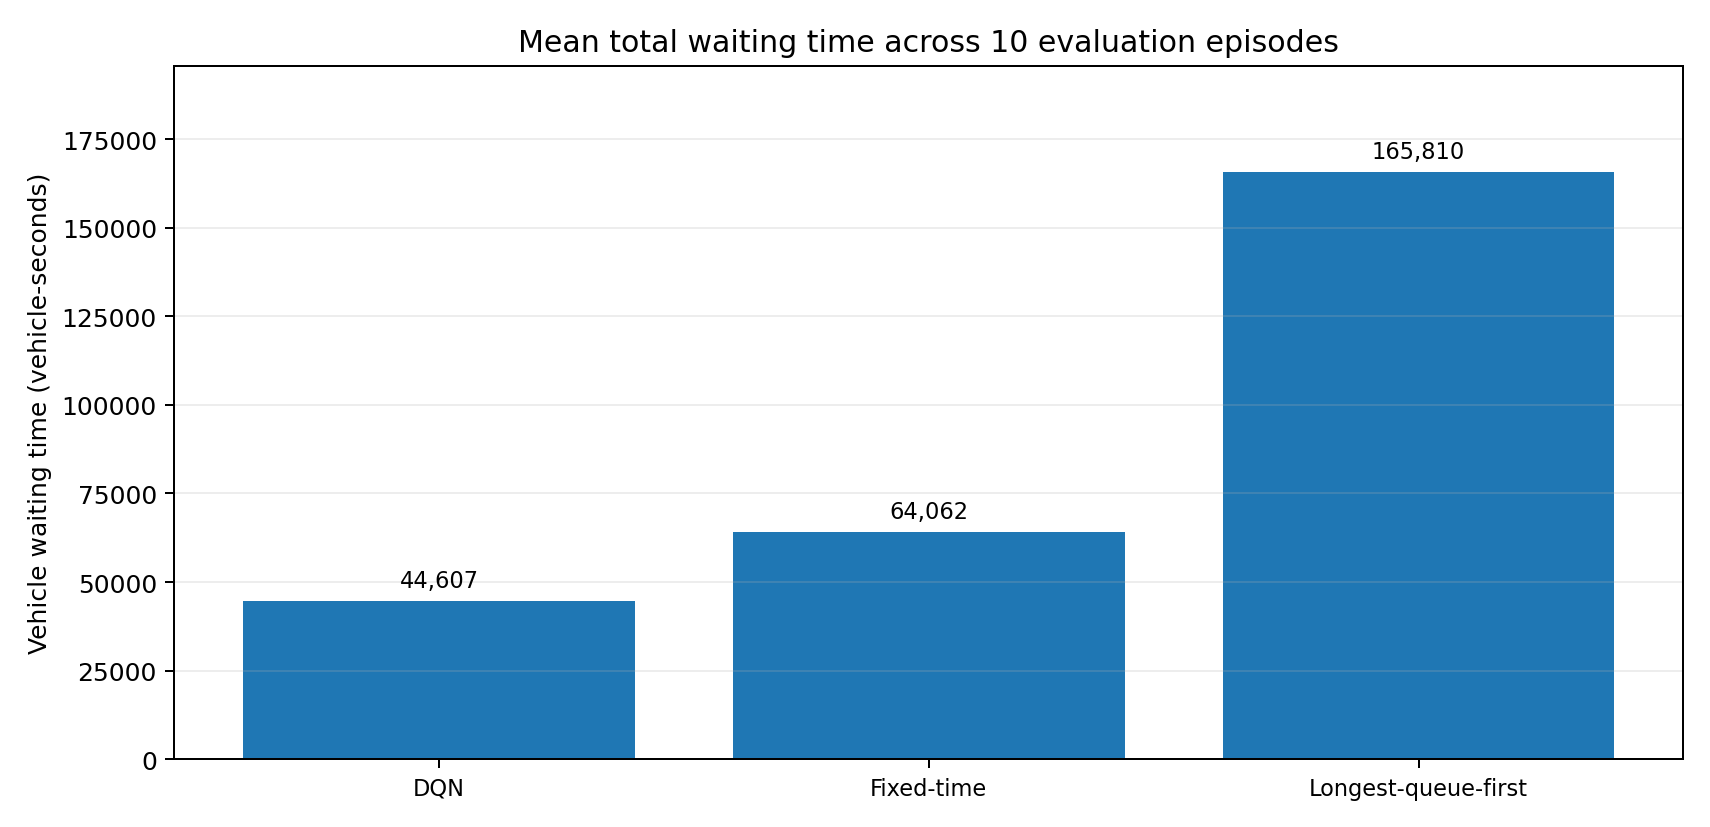 Mean total waiting time across 10 evaluation episodes
Vehicle waiting time (vehicle-seconds)
175000
150000
125000
100000
75000
50000
25000
0
44,607
64,062
165,810
DQN
Fixed-time
Longest-queue-first